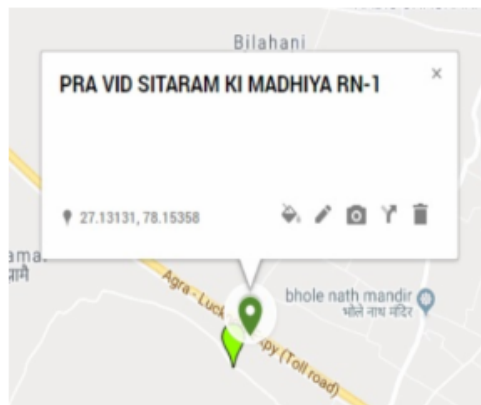 Bilahani
PRA VID SITARAM KI MADHIYA RN-1
×
27.13131, 78.15358
ama
ामै
bhole nath mandir
भोले नाथ मंदिर
Agra - Luck
py (Toll road)